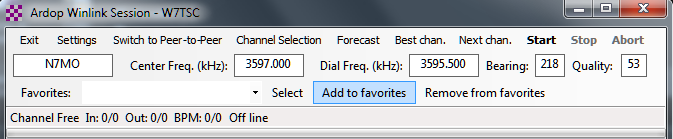 Ardop Winlink Session - W7TSC
Exit Settings Switch to Peer-to-Peer Channel Selection Forecast Best chan. Next chan. Start Stop Abort
N7MO Center Freq. (kHz): 3597.000 Dial Freq. (kHz): 3595.500 Bearing: 218 Quality: 53
Favorites: Select Add to favorites Remove from favorites
Channel Free In: 0/0 Out: 0/0 BPM: 0/0 Off line